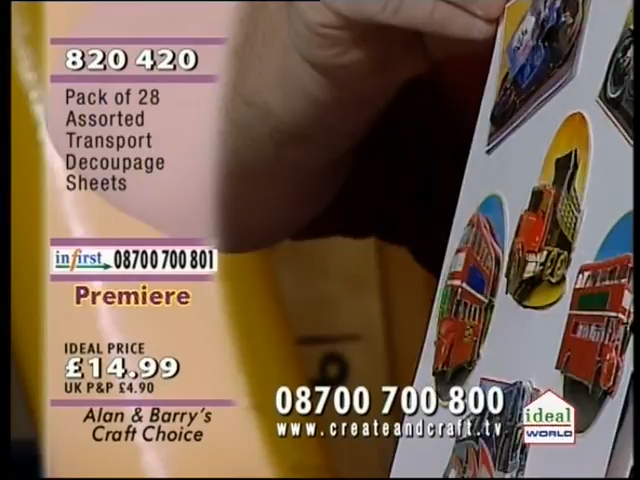 820 420
Pack of 28
Assorted
Transport
Decoupage
Sheets
infirst 08700 700 801
Premiere
IDEAL PRICE
£14.99
UK P&P £4.90
Alan & Barry's
Craft Choice
08700 700 800
www.createandcraft.tv
ideal
WORLD